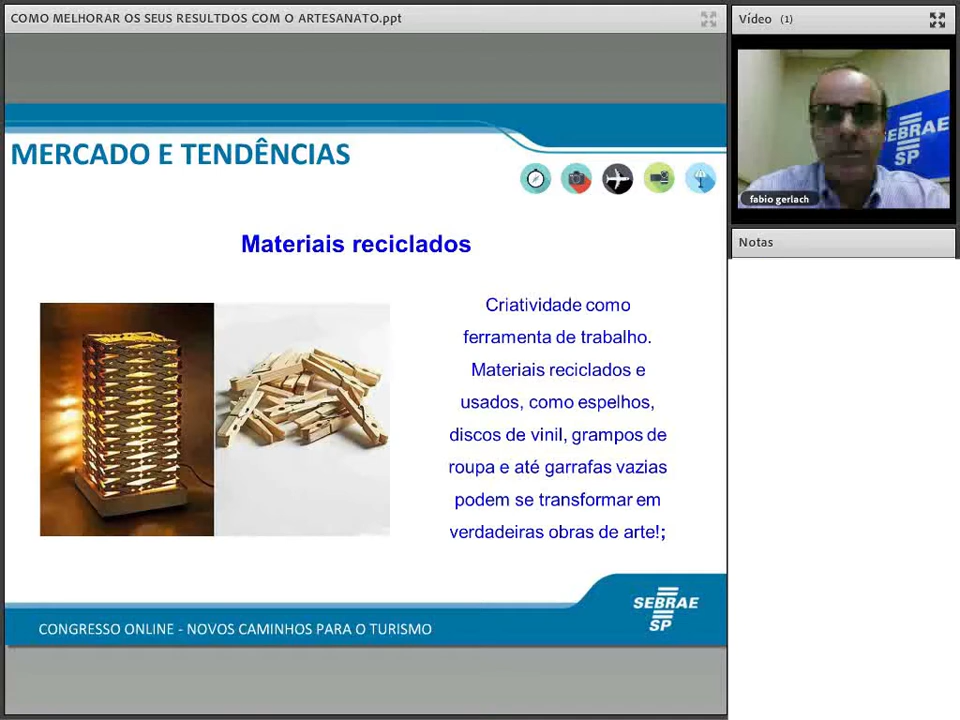 COMO MELHORAR OS SEUS RESULTDOS COM O ARTESANATO.ppt
Vídeo (1)
MERCADO E TENDÊNCIAS
SEBRAE
SP
fabio gerlach
Notas
Materiais reciclados
Criatividade como
ferramenta de trabalho.
Materiais reciclados e
usados, como espelhos,
discos de vinil, grampos de
roupa e até garrafas vazias
podem se transformar em
verdadeiras obras de arte!;
SEBRAE
SP
CONGRESSO ONLINE - NOVOS CAMINHOS PARA O TURISMO